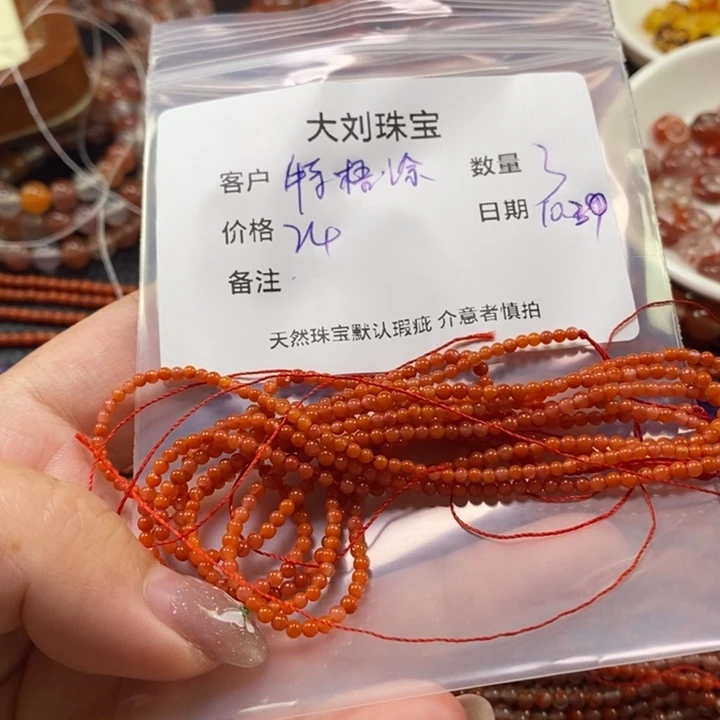 大刘珠宝
客户 数量 3
价格 24 日期 10.29
备注
天然珠宝默认瑕疵 介意者慎拍